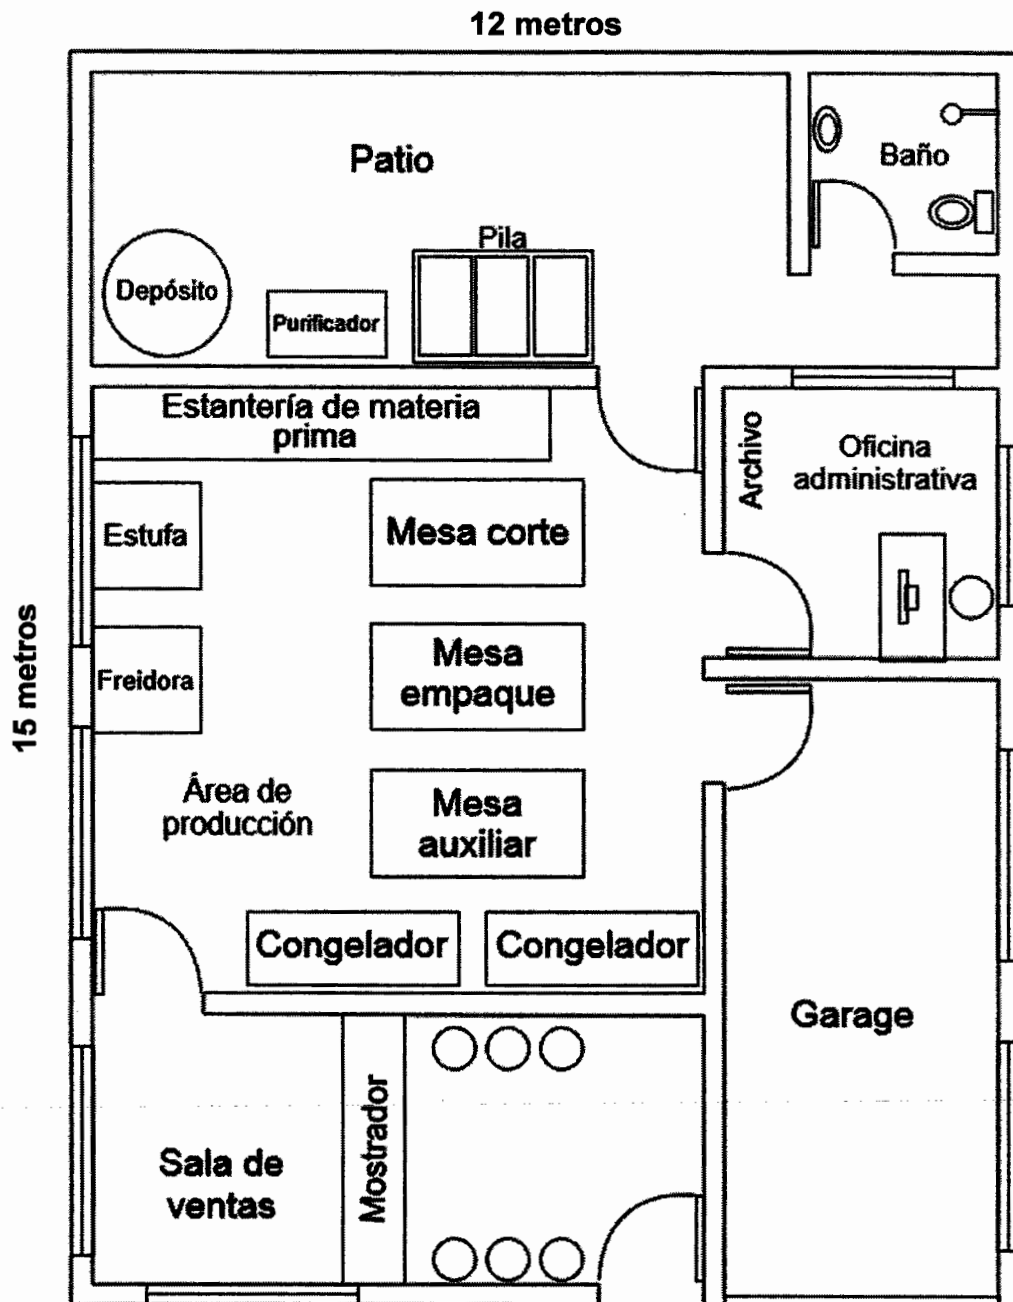 12 metros
Patio
Baño
Pila
Depósito
Purificador
Estantería de materia
prima
Archivo
Oficina
administrativa
Estufa
Mesa corte
15 metros
Freidora
Mesa
empaque
Área de
producción
Mesa
auxiliar
Congelador
Congelador
Garage
Sala de
ventas
Mostrador